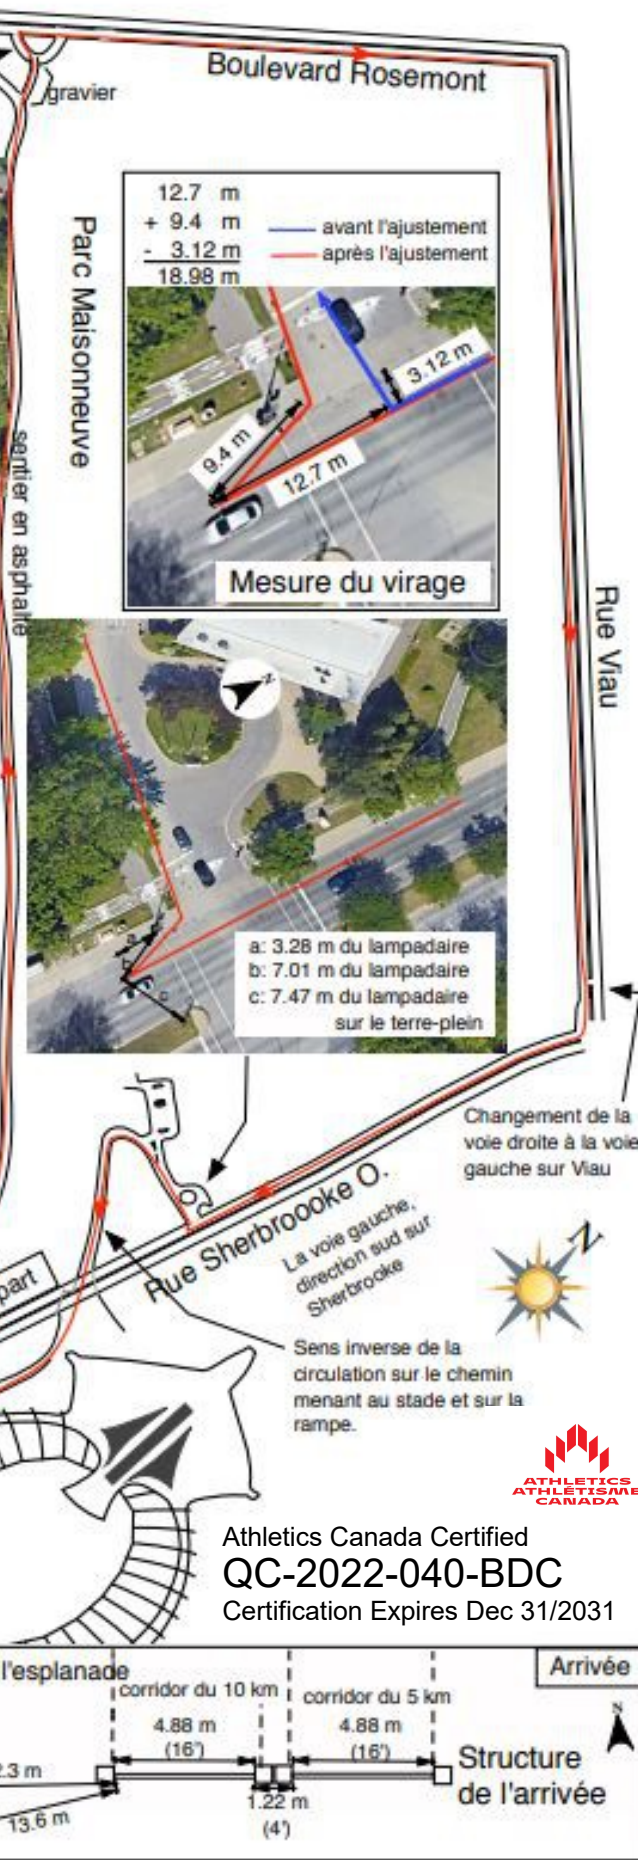 Boulevard Rosemont
gravier
Parc Maisonneuve
sentier en asphalte
12.7 m
+ 9.4 m
- 3.12 m
18.98 m
avant l'ajustement
après l'ajustement
3.12 m
9.4 m
12.7 m
Mesure du virage
Rue Viau
N
a
b
c
a: 3.28 m du lampadaire
b: 7.01 m du lampadaire
c: 7.47 m du lampadaire
sur le terre-plein
Changement de la
voie droite à la voie
gauche sur Viau
Rue Sherbroooke O.
La voie gauche,
direction sud sur
Sherbrooke
N
part
Sens inverse de la
circulation sur le chemin
menant au stade et sur la
rampe.
ATHLETICS
ATHLÉTISME
CANADA
Athletics Canada Certified
QC-2022-040-BDC
Certification Expires Dec 31/2031
l'esplanade
Arrivée
corridor du 10 km
corridor du 5 km
4.88 m
(16')
4.88 m
(16')
N
2.3 m
13.6 m
1.22 m
(4')
Structure
de l'arrivée